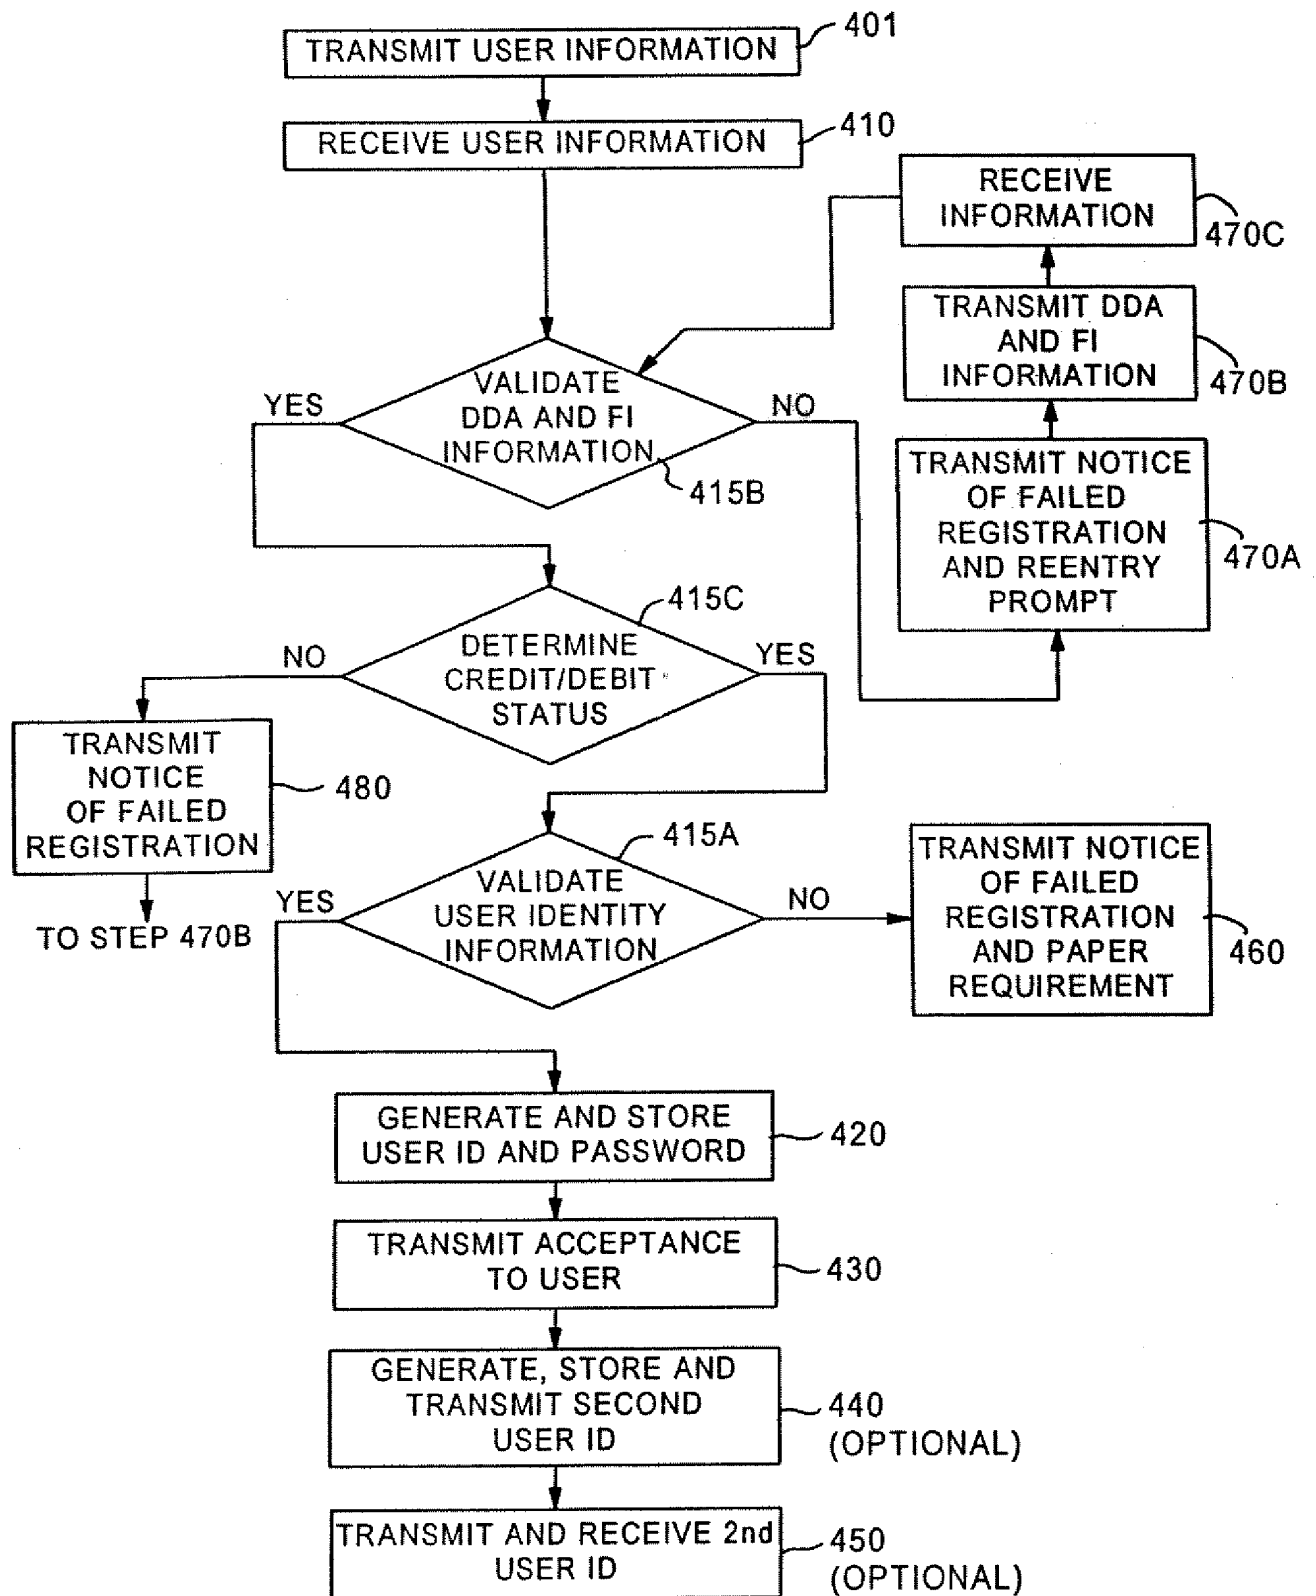 TRANSMIT USER INFORMATION
401
RECEIVE USER INFORMATION
410
RECEIVE
INFORMATION
470C
TRANSMIT DDA
AND FI
INFORMATION
470B
TRANSMIT NOTICE
OF FAILED
REGISTRATION
AND REENTRY
PROMPT
470A
VALIDATE
DDA AND FI
INFORMATION
YES
NO
415B
DETERMINE
CREDIT/DEBIT
STATUS
415C
NO
YES
TRANSMIT
NOTICE
OF FAILED
REGISTRATION
480
TO STEP 470B
VALIDATE
USER IDENTITY
INFORMATION
415A
YES
NO
TRANSMIT NOTICE
OF FAILED
REGISTRATION
AND PAPER
REQUIREMENT
460
GENERATE AND STORE
USER ID AND PASSWORD
420
TRANSMIT ACCEPTANCE
TO USER
430
GENERATE, STORE AND
TRANSMIT SECOND
USER ID
440
(OPTIONAL)
TRANSMIT AND RECEIVE 2nd
USER ID
450
(OPTIONAL)